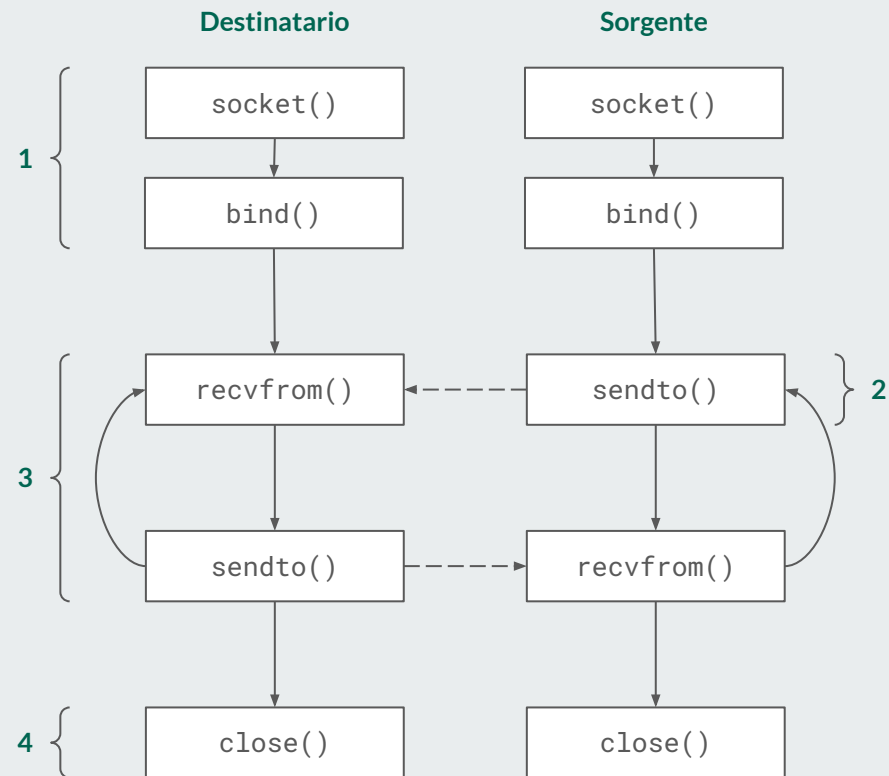 Destinatario Sorgente
socket() socket()
1
bind() bind()
recvfrom() sendto() 2
3
sendto() recvfrom()
4 close() close()